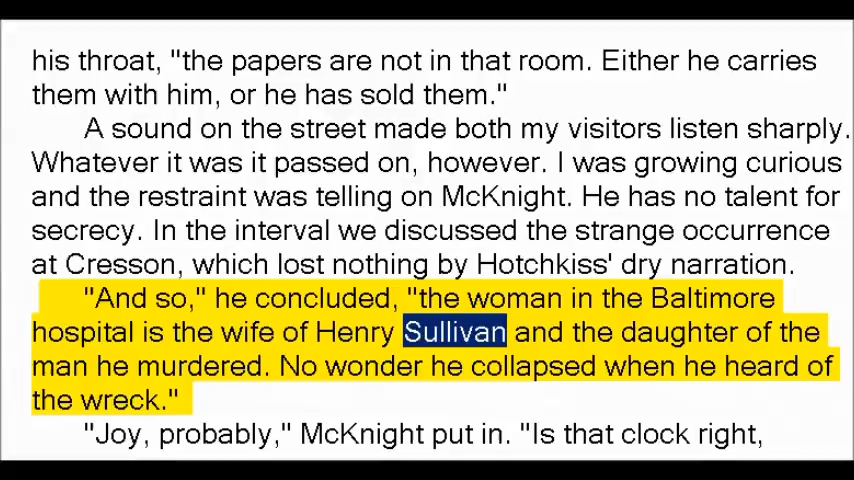 his throat, "the papers are not in that room. Either he carries
them with him, or he has sold them."
A sound on the street made both my visitors listen sharply.
Whatever it was it passed on, however. I was growing curious
and the restraint was telling on McKnight. He has no talent for
secrecy. In the interval we discussed the strange occurrence
at Cresson, which lost nothing by Hotchkiss' dry narration.
"And so," he concluded, "the woman in the Baltimore
hospital is the wife of Henry Sullivan and the daughter of the
man he murdered. No wonder he collapsed when he heard of
the wreck."
"Joy, probably," McKnight put in. "Is that clock right,